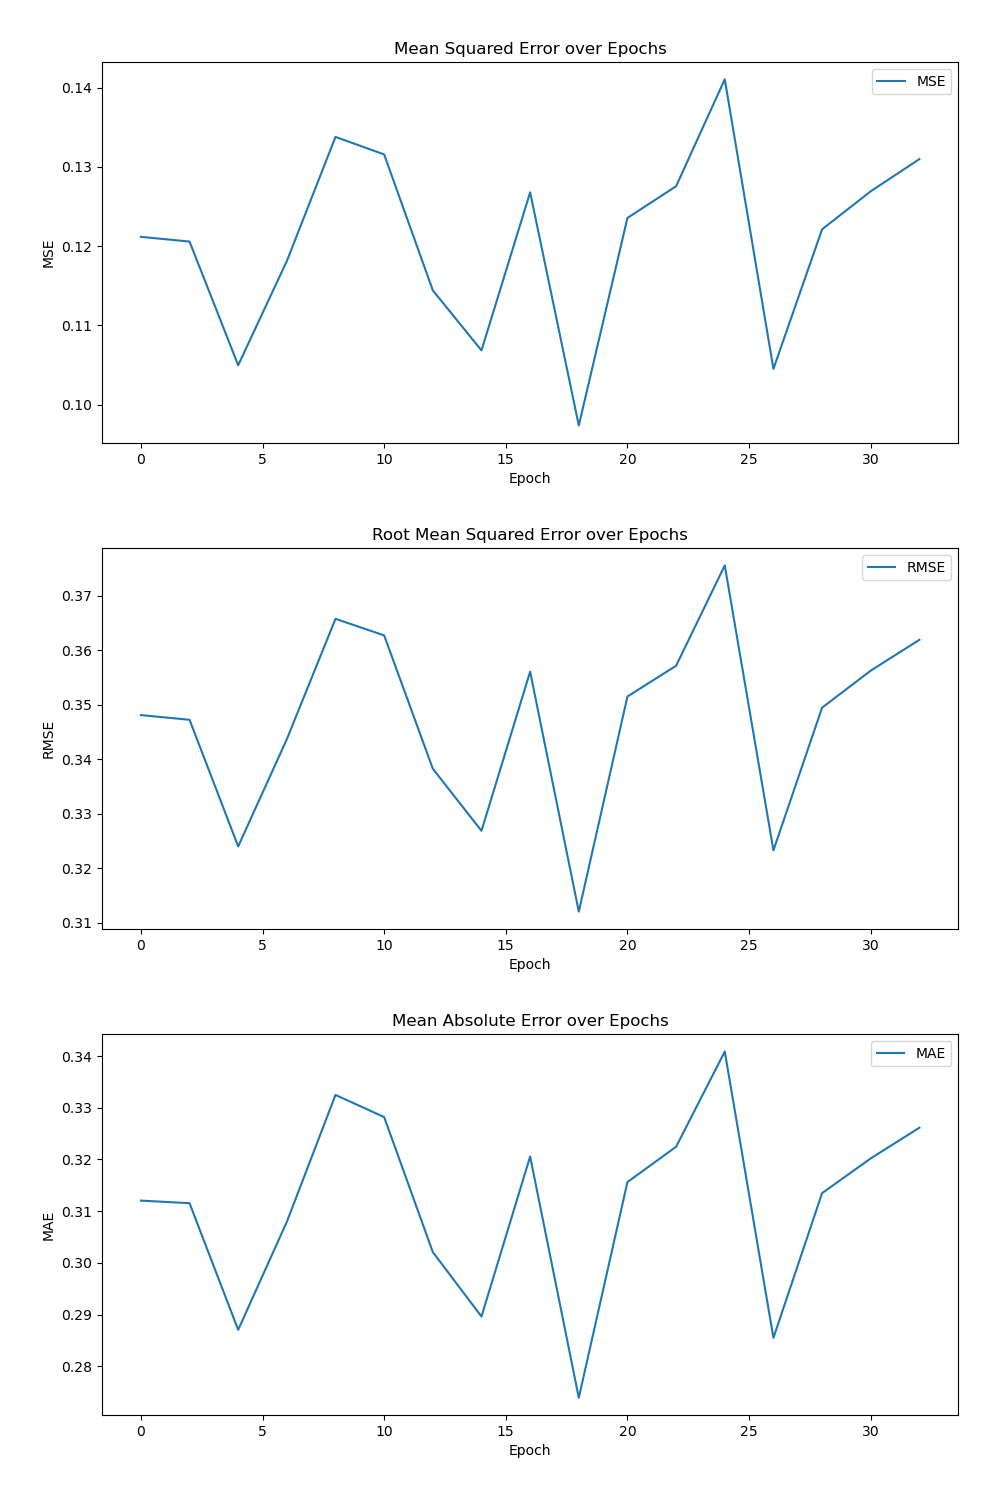 Mean Squared Error over Epochs
MSE
0.14
0.13
0.12
0.11
0.10
MSE
0 5 10 15 20 25 30
Epoch
Root Mean Squared Error over Epochs
RMSE
0.37
0.36
0.35
0.34
0.33
0.32
0.31
RMSE
0 5 10 15 20 25 30
Epoch
Mean Absolute Error over Epochs
MAE
0.34
0.33
0.32
0.31
0.30
0.29
0.28
MAE
0 5 10 15 20 25 30
Epoch